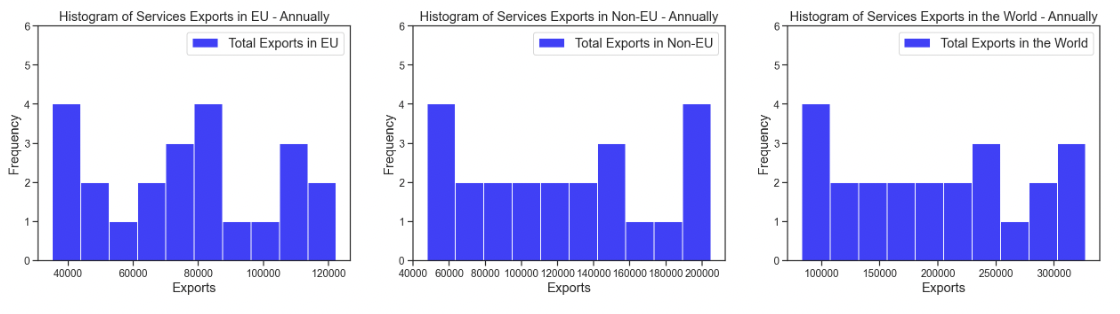 Histogram of Services Exports in EU - Annually
Total Exports in EU
Frequency
6
5
4
3
2
1
0
40000 60000 80000 100000 120000
Exports
Histogram of Services Exports in Non-EU - Annually
Total Exports in Non-EU
Frequency
6
5
4
3
2
1
0
40000 60000 80000 100000 120000 140000 160000 180000 200000
Exports
Histogram of Services Exports in the World - Annually
Total Exports in the World
Frequency
6
5
4
3
2
1
0
100000 150000 200000 250000 300000
Exports